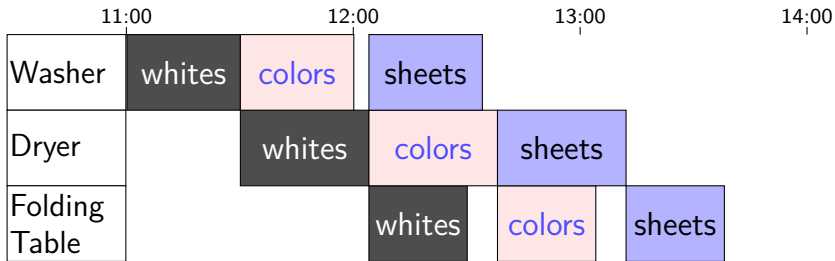 11:00 12:00 13:00 14:00
Washer whites colors sheets
Dryer whites colors sheets
Folding
Table whites colors sheets